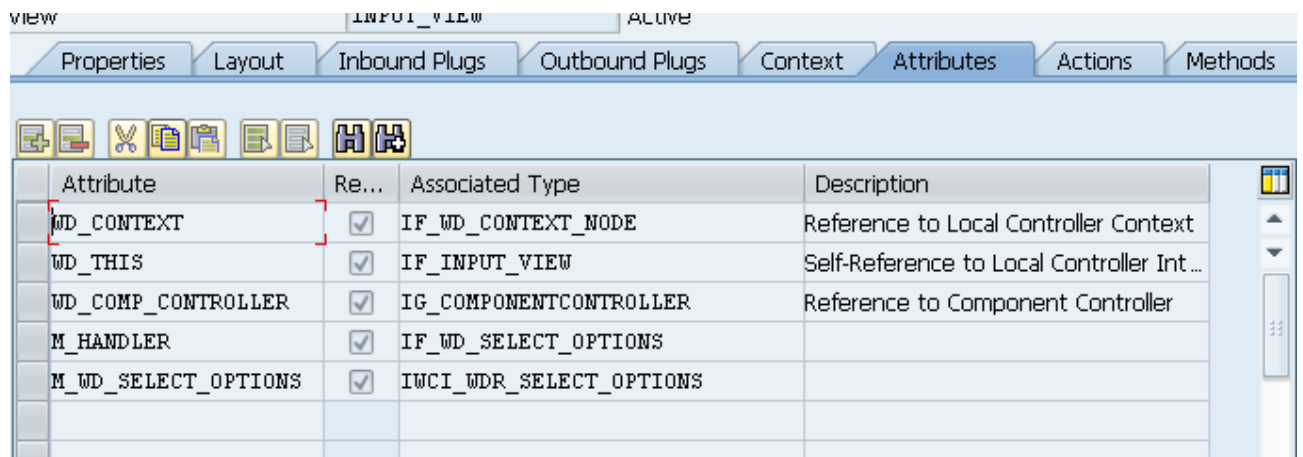 View INPUT_VIEW Active
Properties Layout Inbound Plugs Outbound Plugs Context Attributes Actions Methods
Attribute Re... Associated Type Description
WD_CONTEXT IF_WD_CONTEXT_NODE Reference to Local Controller Context
WD_THIS IF_INPUT_VIEW Self-Reference to Local Controller Int...
WD_COMP_CONTROLLER IG_COMPONENTCONTROLLER Reference to Component Controller
M_HANDLER IF_WD_SELECT_OPTIONS
M_WD_SELECT_OPTIONS IWCI_WDR_SELECT_OPTIONS